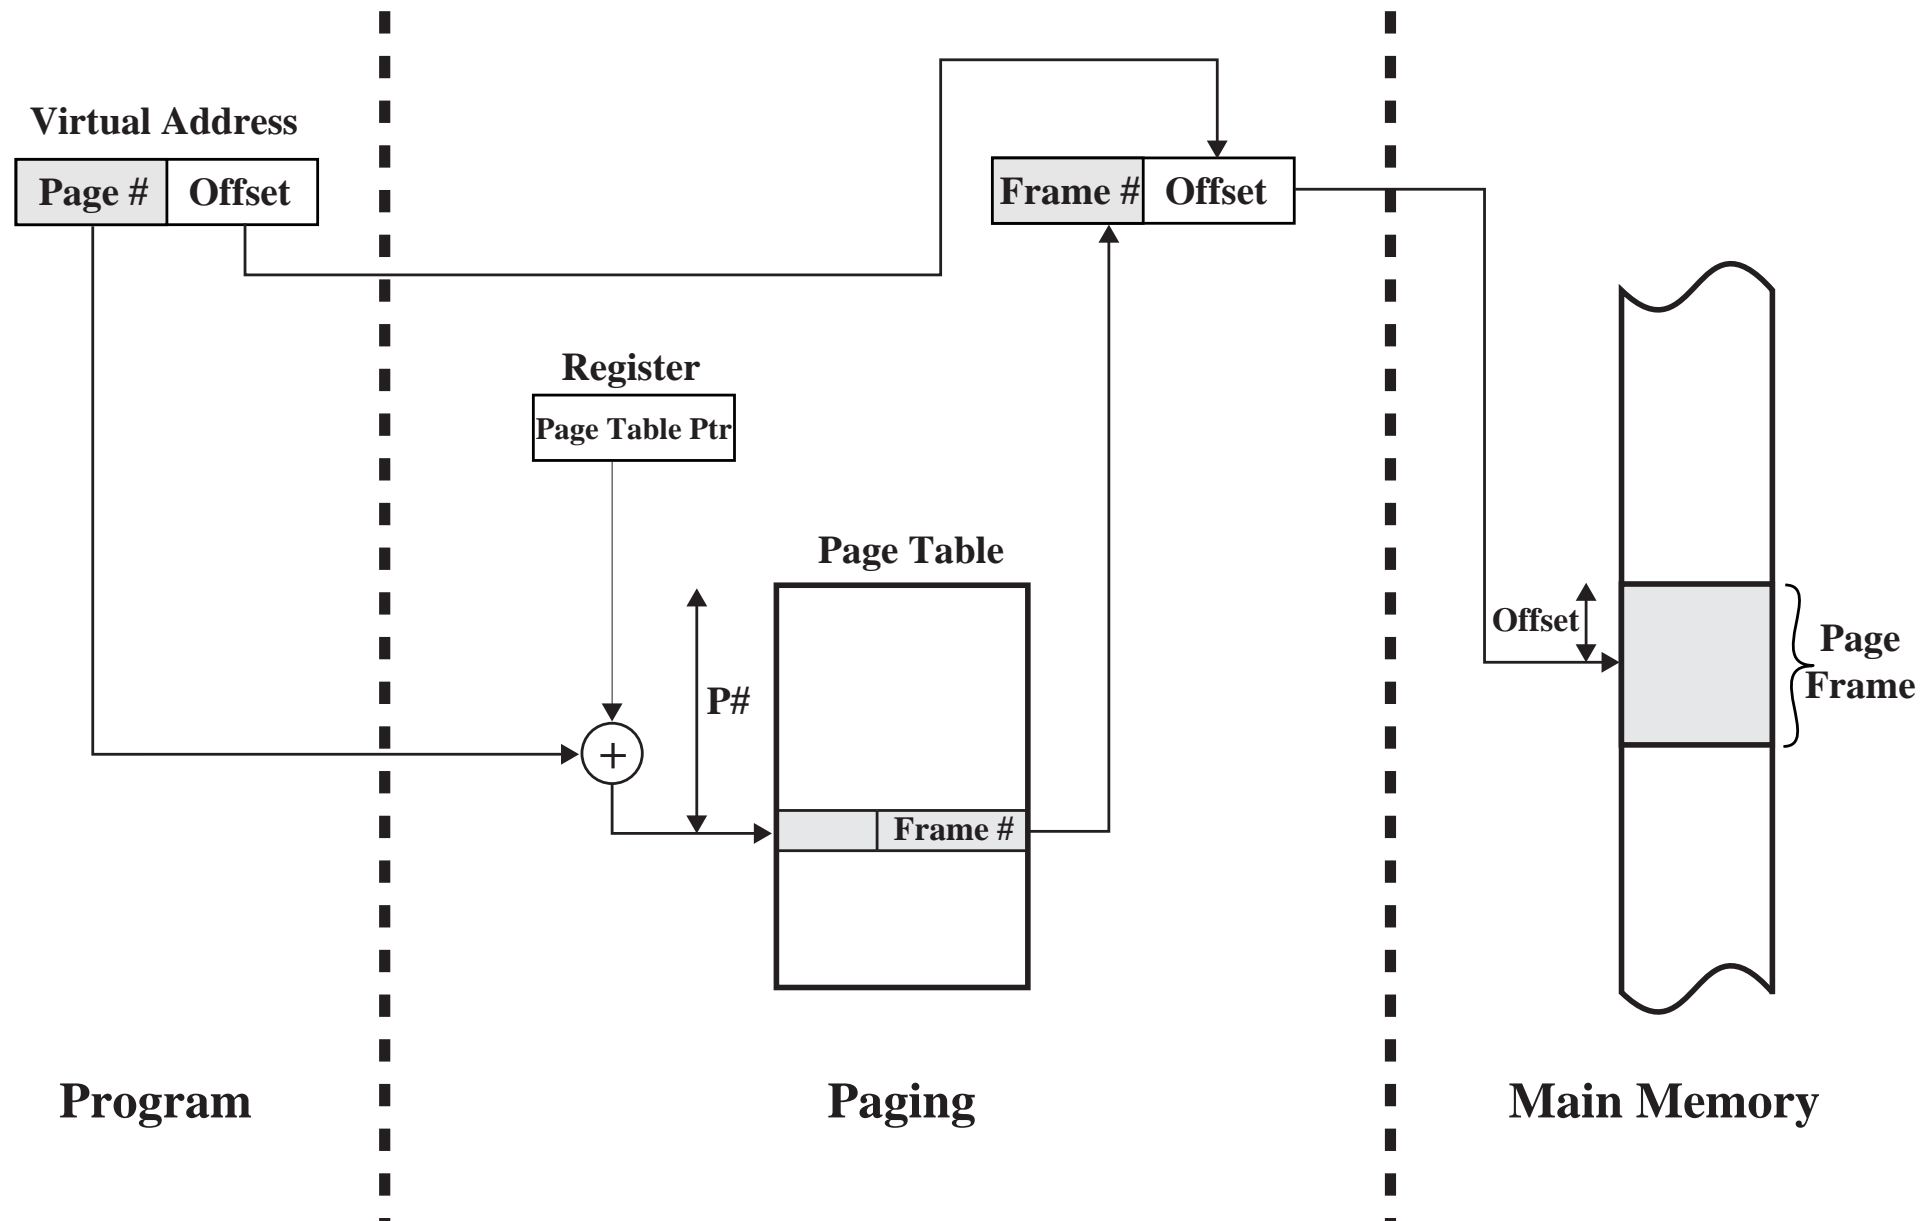 Virtual Address
Page #
Offset
Frame #
Offset
Register
Page Table Ptr
Page Table
P#
+
Frame #
Offset
Page
Frame
Program
Paging
Main Memory